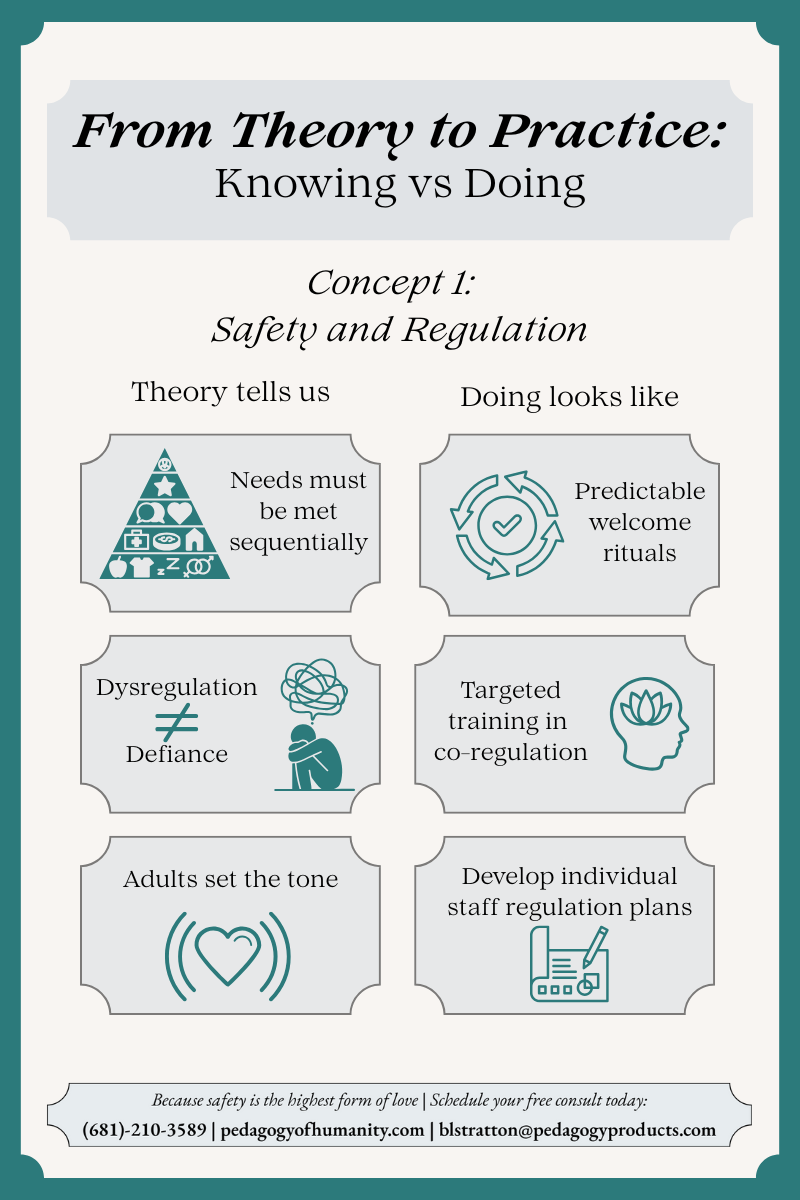 From Theory to Practice:
Knowing vs Doing
Concept 1:
Safety and Regulation
Theory tells us
Doing looks like
Needs must
be met
sequentially
Predictable
welcome
rituals
Dysregulation
≠
Defiance
Targeted
training in
co-regulation
Adults set the tone
Develop individual
staff regulation plans
Because safety is the highest form of love | Schedule your free consult today:
(681)-210-3589 | pedagogyofhumanity.com | blstratton@pedagogyproducts.com